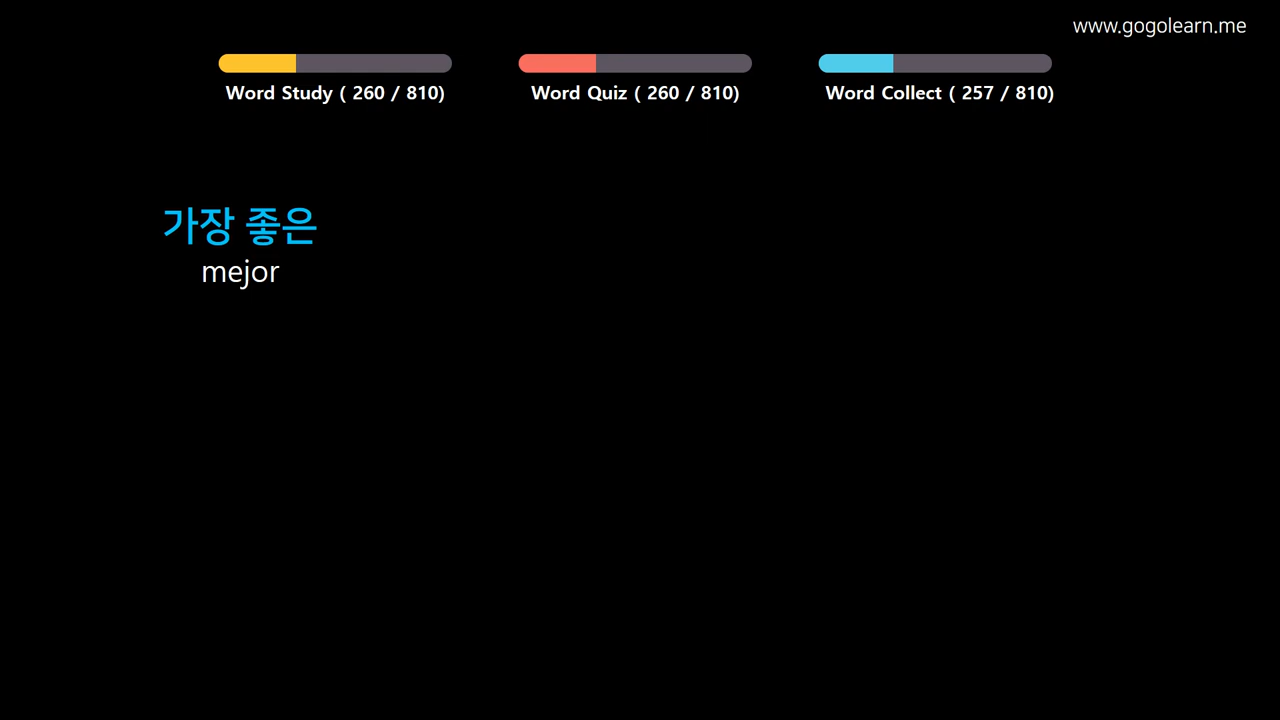 www.gogolearn.me
Word Study ( 260 / 810)
Word Quiz ( 260 / 810)
Word Collect ( 257 / 810)
가장 좋은
mejor